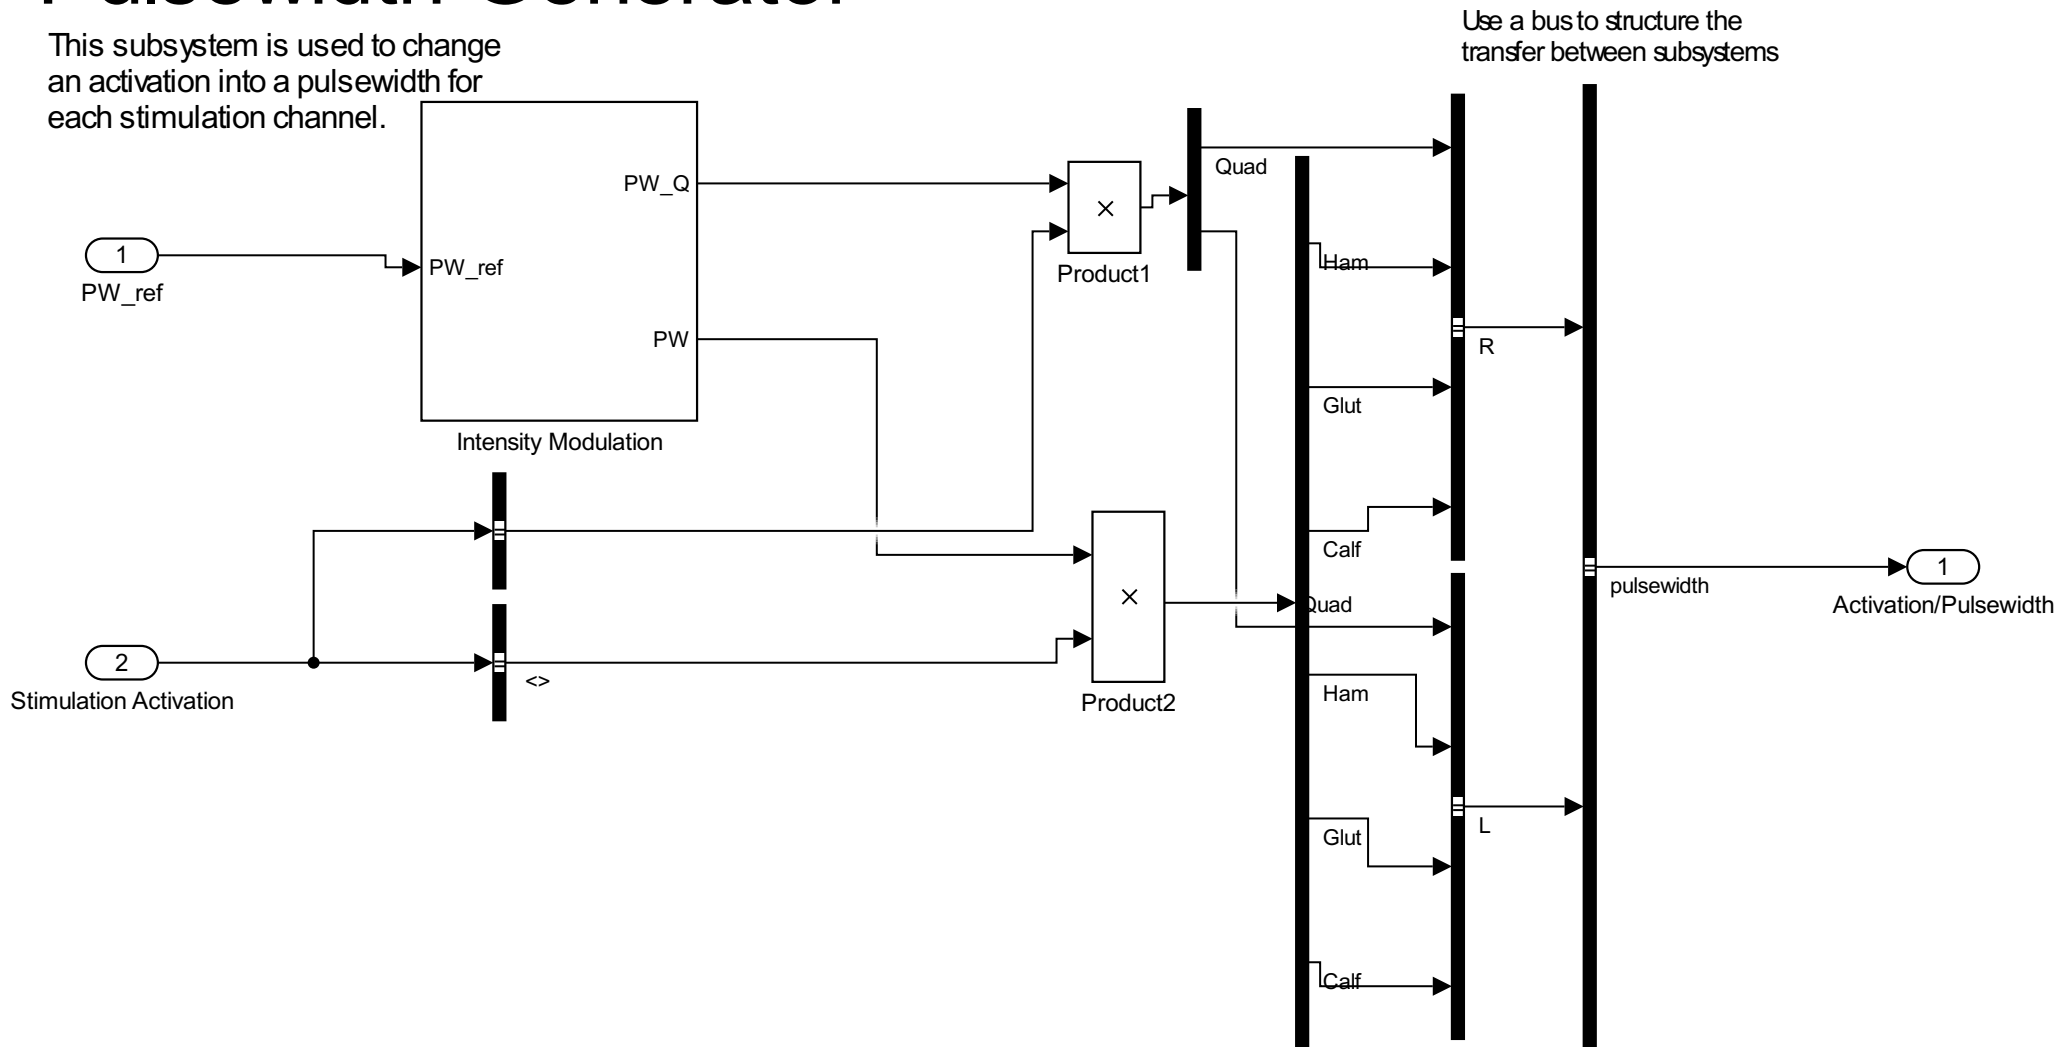 Pulsewidth Generator
This subsystem is used to change
an activation into a pulsewidth for
each stimulation channel.
Use a bus to structure the
transfer between subsystems
PW_Q
PW_ref
PW
Intensity Modulation
1
PW_ref
×
Product1
Quad
Ham
Glut
Calf
R
2
Stimulation Activation
<>
×
Product2
Quad
Ham
Glut
Calf
L
pulsewidth
1
Activation/Pulsewidth